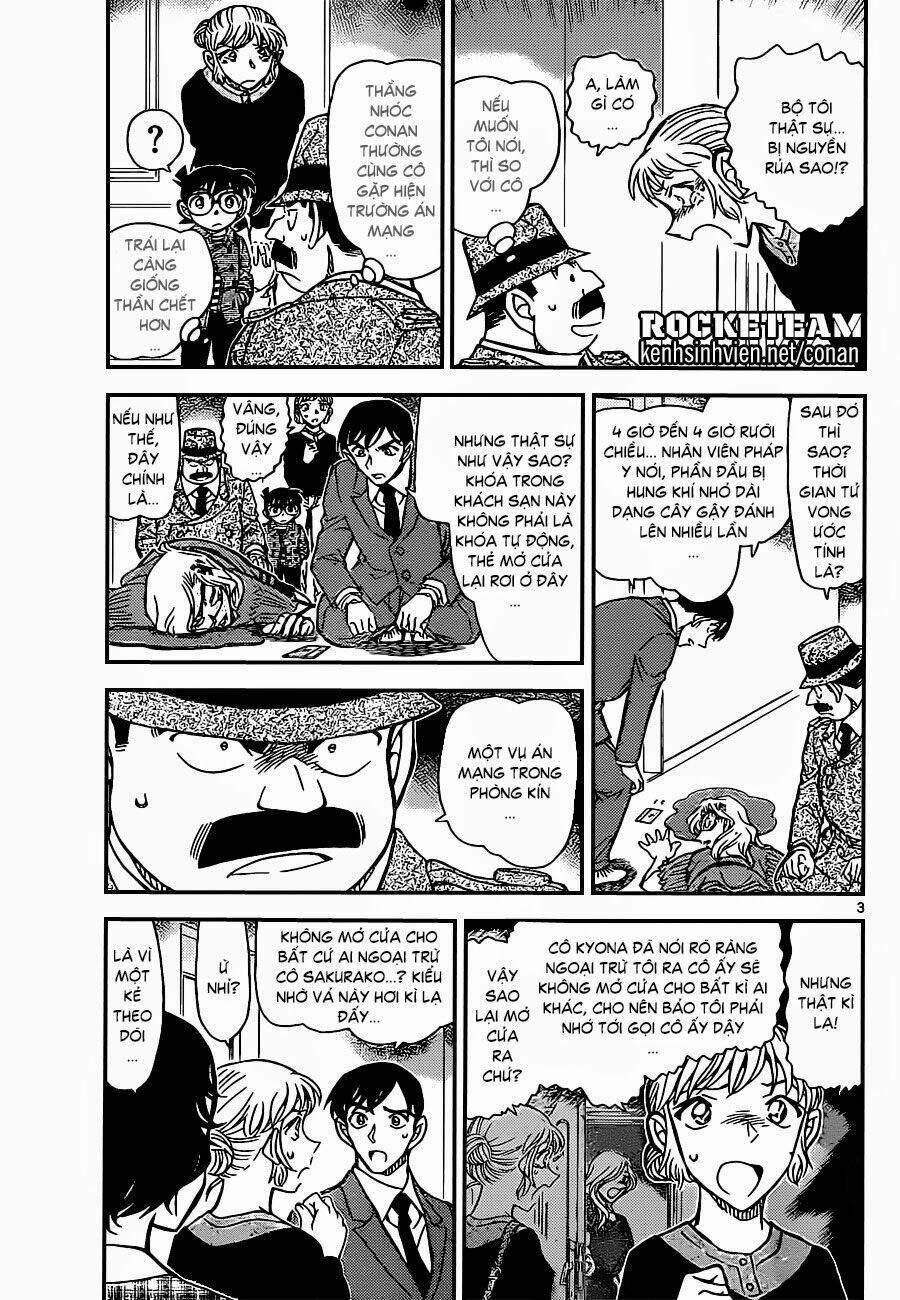 BỘ TÔI
THẬT SỰ...
BỊ NGUYỀN
RỦA SAO!?
A, LÀM
GÌ CÓ
...
NẾU
MUỐN
TÔI NÓI,
THÌ SO
VỚI CÔ
...
ROCKETEAM
kenhsinhvien.net/conan
THẰNG
NHÓC
CONAN
THƯỜNG
CÙNG CÔ
GẶP HIỆN
TRƯỜNG ÁN
MẠNG
...
?
TRÁI LẠI
CÀNG
GIỐNG
THẦN CHẾT
HƠN
...
SAU ĐÓ
THÌ
SAO?
THỜI
GIAN TỬ
VONG
ƯỚC
TÍNH
LÀ?
4 GIỜ ĐẾN 4 GIỜ RƯỠI
CHIỀU... NHÂN VIÊN PHÁP
Y NÓI, PHẦN ĐẦU BỊ
HUNG KHÍ NHỎ DÀI
DẠNG CÂY GẬY ĐÁNH
LÊN NHIỀU LẦN
...
NHƯNG THẬT SỰ
NHƯ VẬY SAO?
KHÓA TRONG
KHÁCH SẠN NÀY
KHÔNG PHẢI LÀ
KHÓA TỰ ĐỘNG,
THẺ MỞ CỬA
LẠI RƠI Ở ĐÂY
...
VÂNG,
ĐÚNG
VẬY
...
NẾU NHƯ
THẾ,
ĐÂY
CHÍNH
LÀ...
MỘT VỤ ÁN
MẠNG TRONG
PHÒNG KÍN
...
3
NHƯNG
THẬT KÌ
LẠ!
CÔ KYONA ĐÃ NÓI RÕ RÀNG
NGOẠI TRỪ TÔI RA CÔ ẤY SẼ
KHÔNG MỞ CỬA CHO BẤT KÌ AI
KHÁC, CHO NÊN BẢO TÔI PHẢI
NHỚ TỚI GỌI CÔ ẤY DẬY
...
VẬY
SAO
LẠI MỞ
CỬA
RA
CHỨ?
KHÔNG MỞ CỬA CHO
BẤT CỨ AI NGOẠI TRỪ
CÔ SAKURAKO...? KIỂU
NHỜ VẢ NÀY HƠI KÌ LẠ
ĐẤY...
Ừ
NHỈ?
LÀ VÌ
MỘT
KẺ
THEO
DÕI
...